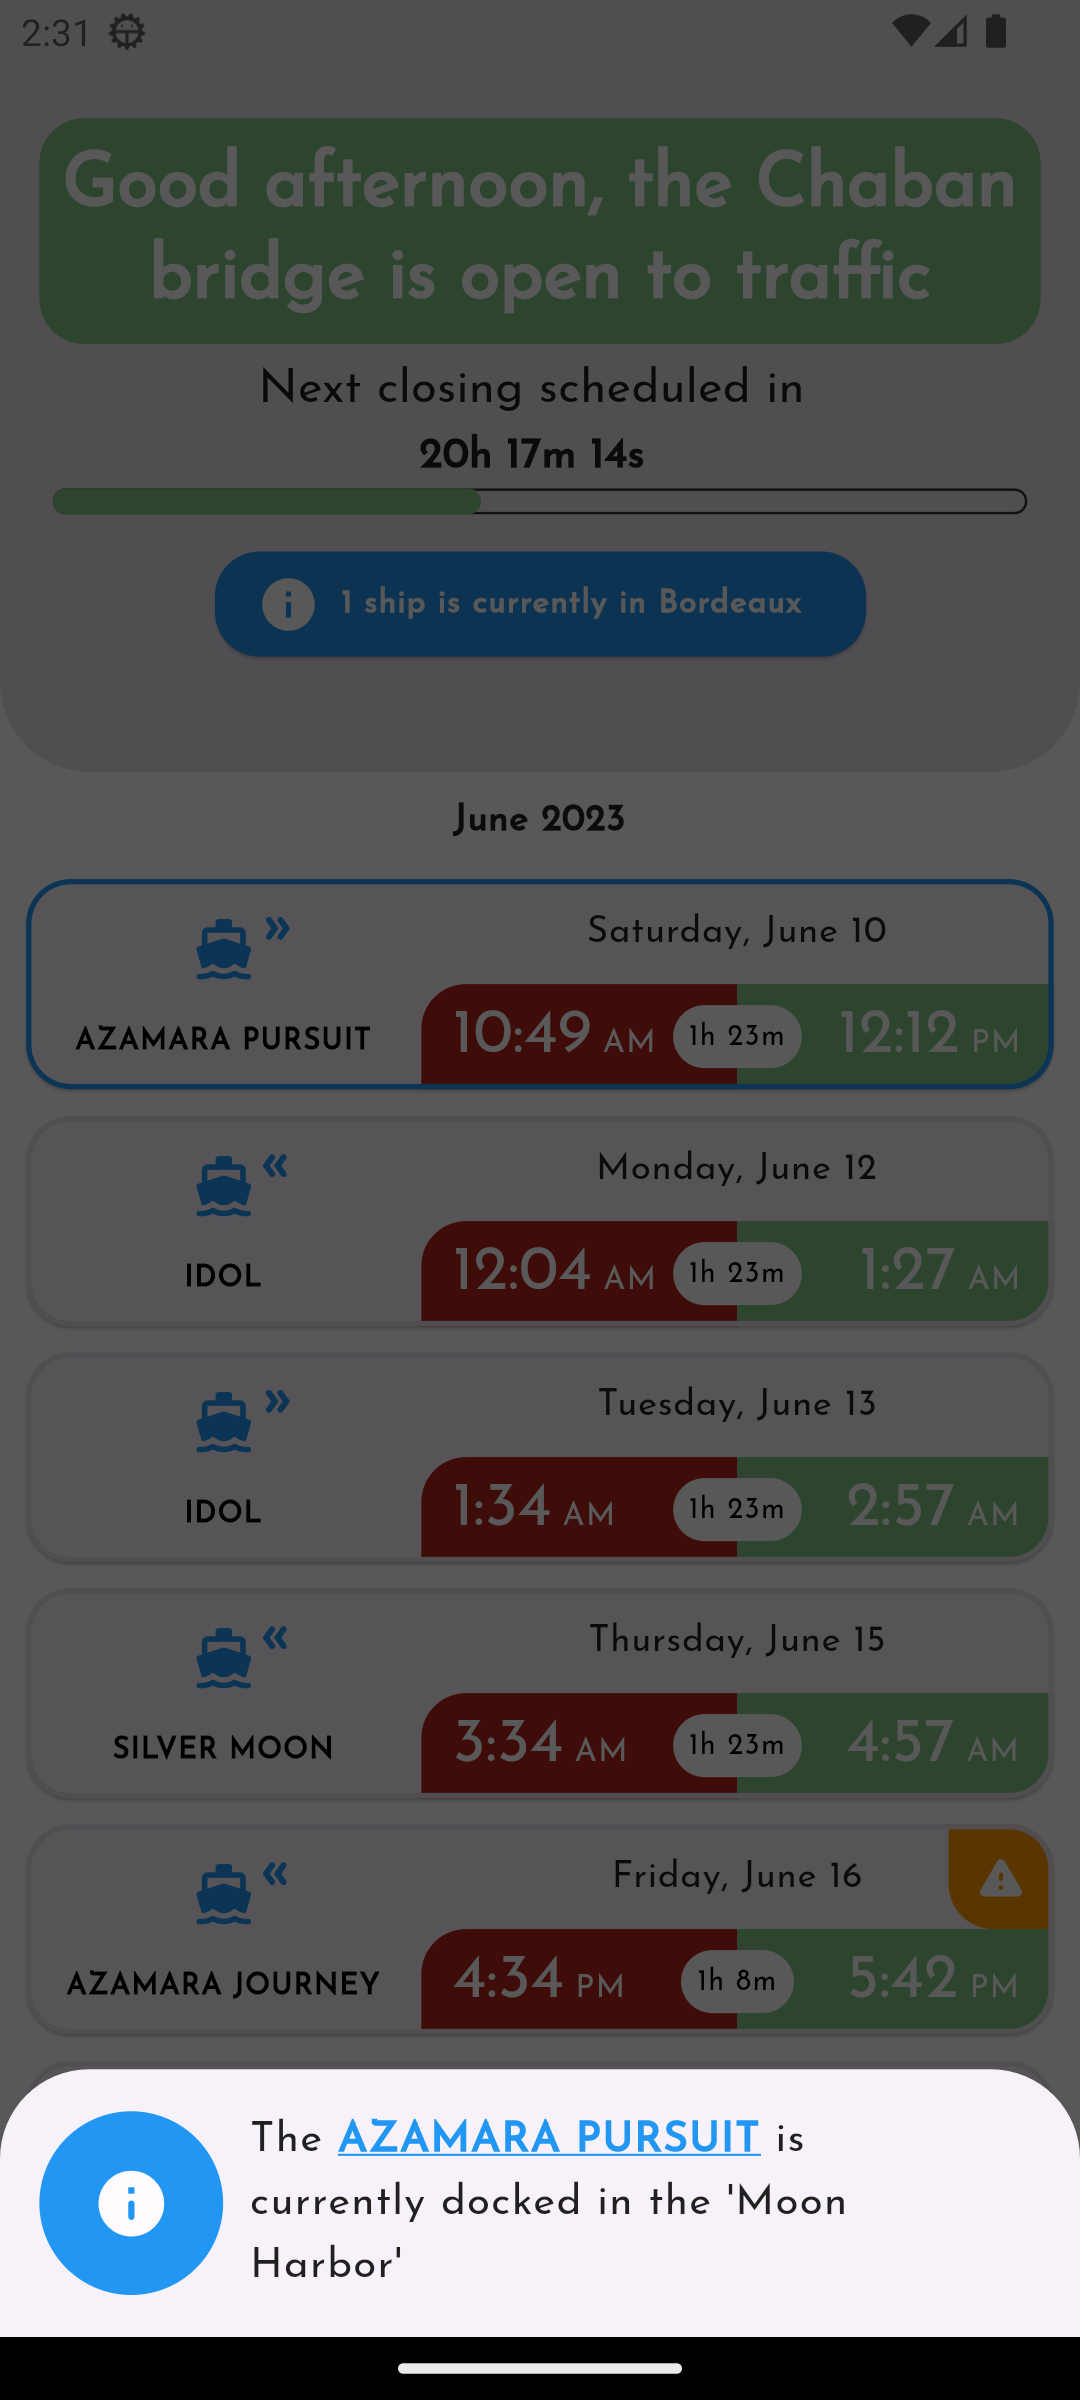 2:31
Good afternoon, the Chaban
bridge is open to traffic
Next closing scheduled in
20h 17m 14s
1 ship is currently in Bordeaux
June 2023
Saturday, June 10
AZAMARA PURSUIT
10:49 AM 1h 23m 12:12 PM
Monday, June 12
IDOL
12:04 AM 1h 23m 1:27 AM
Tuesday, June 13
IDOL
1:34 AM 1h 23m 2:57 AM
Thursday, June 15
SILVER MOON
3:34 AM 1h 23m 4:57 AM
Friday, June 16
AZAMARA JOURNEY
4:34 PM 1h 8m 5:42 PM
The AZAMARA PURSUIT is
currently docked in the 'Moon
Harbor'